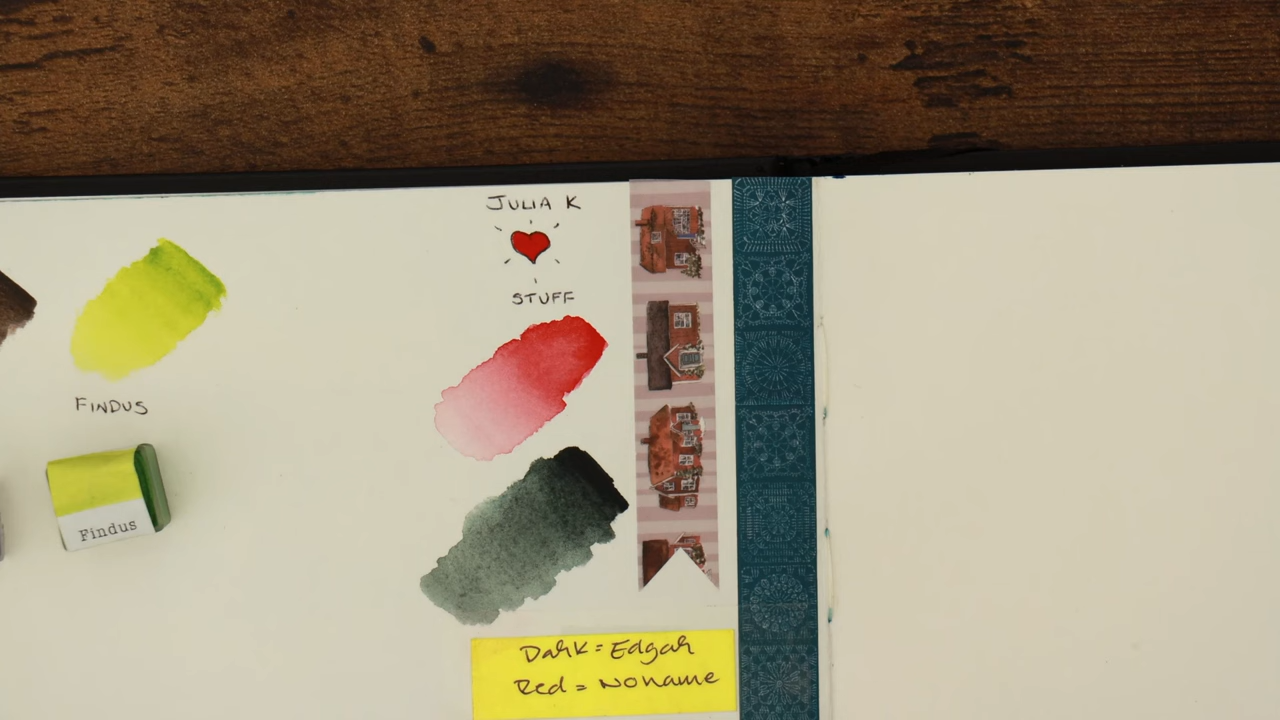 JULIA K
STUFF
FINDUS
Findus
Dark = Edgar
Red = Noname